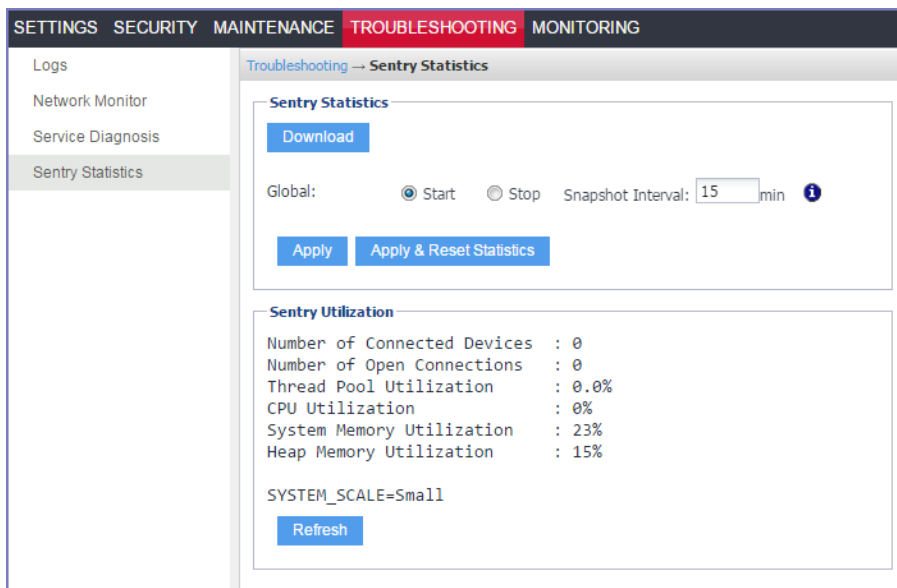 SETTINGS SECURITY MAINTENANCE TROUBLESHOOTING MONITORING
Logs
Network Monitor
Service Diagnosis
Sentry Statistics
Troubleshooting → Sentry Statistics
Sentry Statistics
Download
Global: Start Stop Snapshot Interval: 15 min i
Apply Apply & Reset Statistics
Sentry Utilization
Number of Connected Devices : 0
Number of Open Connections : 0
Thread Pool Utilization : 0.0%
CPU Utilization : 0%
System Memory Utilization : 23%
Heap Memory Utilization : 15%
SYSTEM_SCALE=Small
Refresh